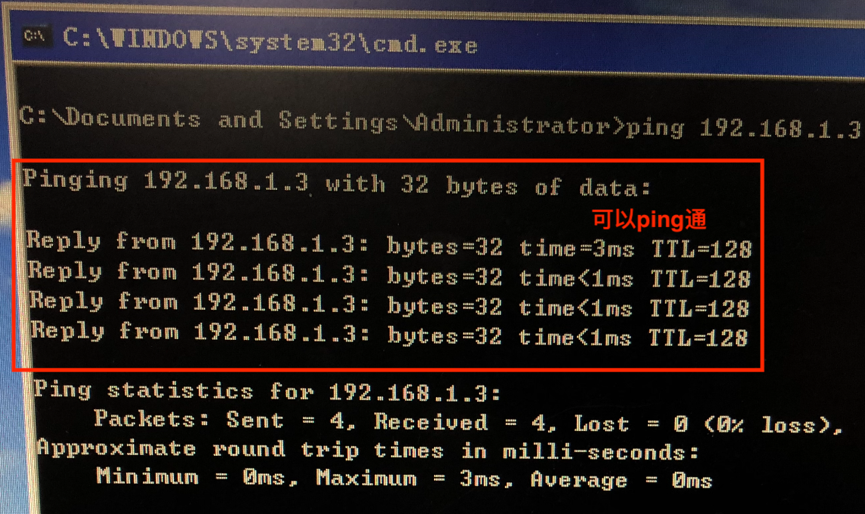 C:\WINDOWS\system32\cmd.exe
C:\Documents and Settings\Administrator>ping 192.168.1.3
Pinging 192.168.1.3 with 32 bytes of data:
可以ping通
Reply from 192.168.1.3: bytes=32 time=3ms TTL=128
Reply from 192.168.1.3: bytes=32 time<1ms TTL=128
Reply from 192.168.1.3: bytes=32 time<1ms TTL=128
Reply from 192.168.1.3: bytes=32 time<1ms TTL=128
Ping statistics for 192.168.1.3:
Packets: Sent = 4, Received = 4, Lost = 0 (0% loss),
Approximate round trip times in milli-seconds:
Minimum = 0ms, Maximum = 3ms, Average = 0ms